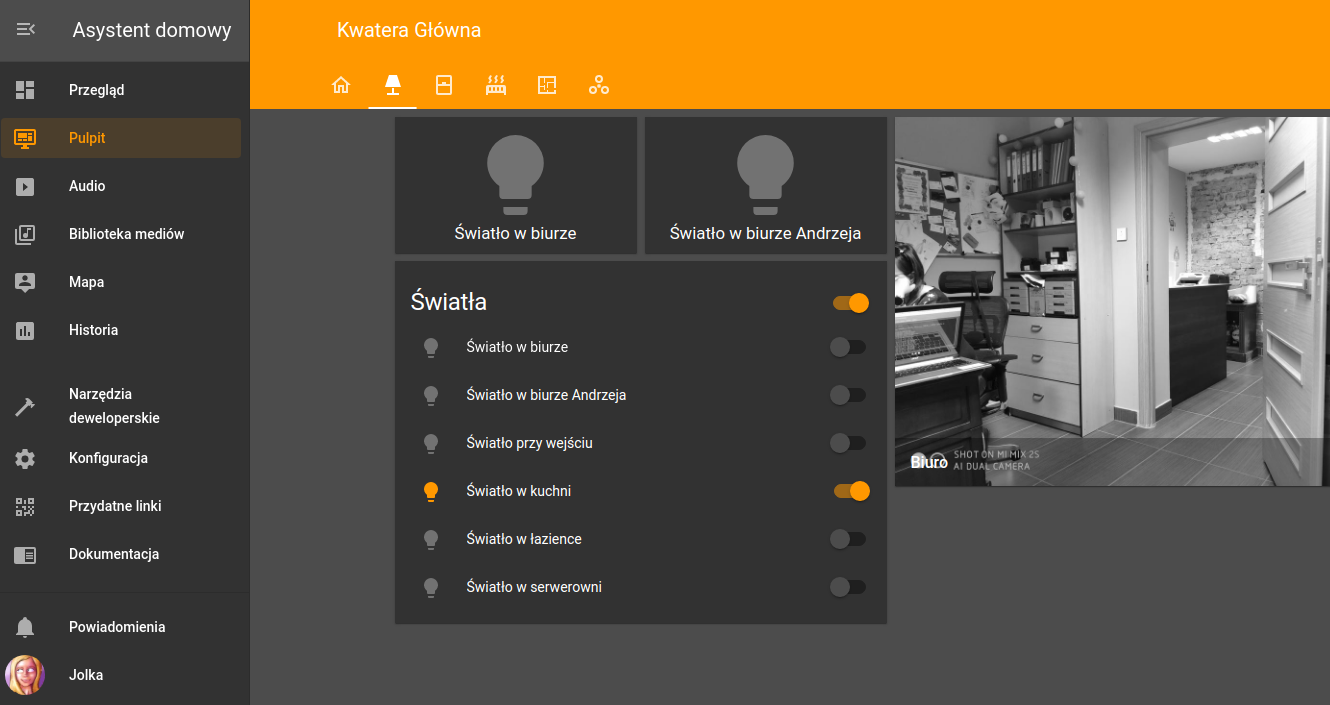 Asystent domowy
Kwatera Główna
Przegląd
Pulpit
Audio
Biblioteka mediów
Mapa
Historia
Narzędzia
deweloperskie
Konfiguracja
Przydatne linki
Dokumentacja
Powiadomienia
Jolka
Światło w biurze
Światło w biurze Andrzeja
Światła
Światło w biurze
Światło w biurze Andrzeja
Światło przy wejściu
Światło w kuchni
Światło w łazience
Światło w serwerowni
Biuro
SHOT ON MI MIX 2S
AI DUAL CAMERA